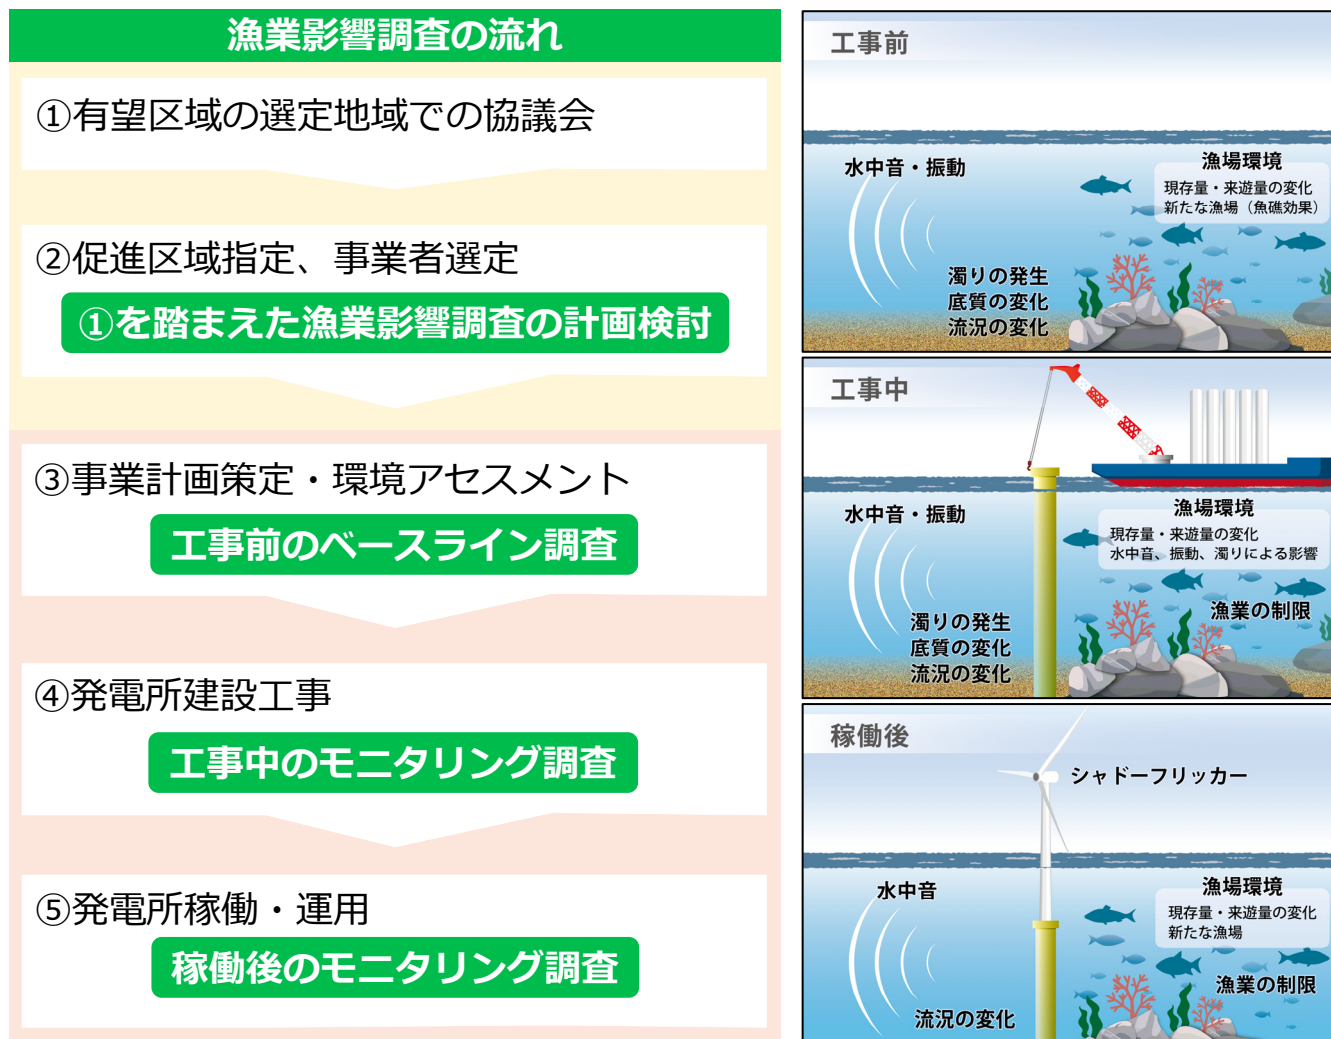 漁業影響調査の流れ
①有望区域の選定地域での協議会
②促進区域指定、事業者選定
①を踏まえた漁業影響調査の計画検討
③事業計画策定・環境アセスメント
工事前のベースライン調査
④発電所建設工事
工事中のモニタリング調査
⑤発電所稼働・運用
稼働後のモニタリング調査
工事前
水中音・振動
漁場環境
現存量・来遊量の変化
新たな漁場（魚礁効果）
濁りの発生
底質の変化
流況の変化
工事中
水中音・振動
漁場環境
現存量・来遊量の変化
水中音、振動、濁りによる影響
漁業の制限
濁りの発生
底質の変化
流況の変化
稼働後
シャドーフリッカー
水中音
漁場環境
現存量・来遊量の変化
新たな漁場
漁業の制限
流況の変化